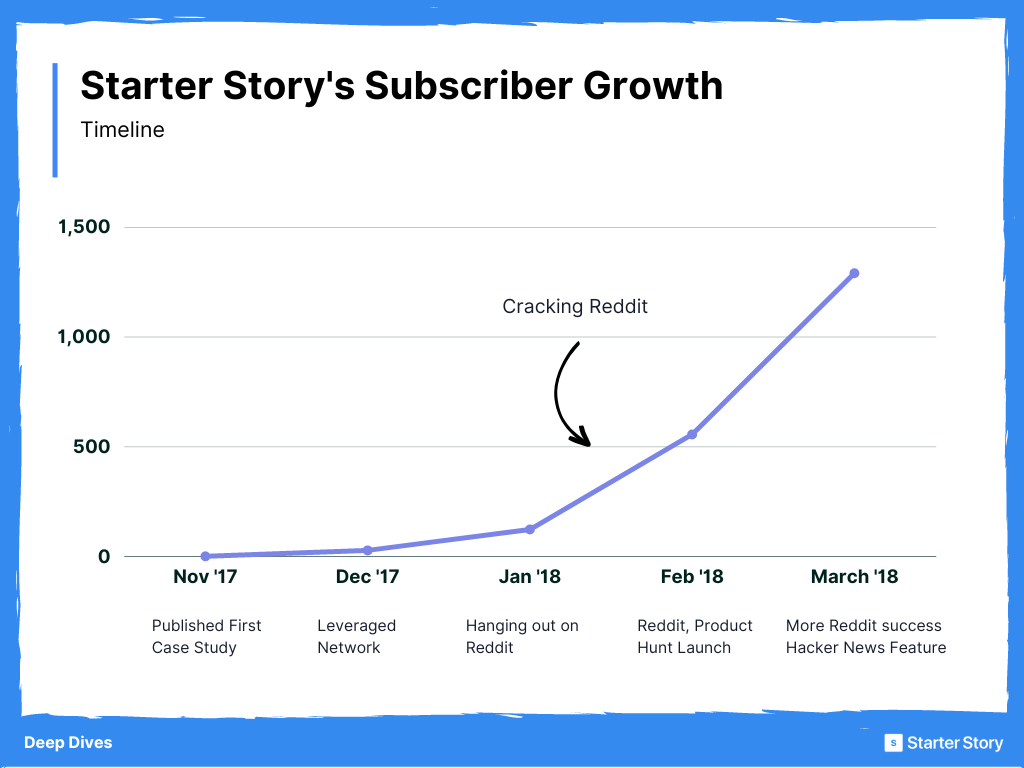 Starter Story's Subscriber Growth
Timeline
1,500
1,000
500
0
Cracking Reddit
Nov '17
Dec '17
Jan '18
Feb '18
March '18
Published First
Case Study
Leveraged
Network
Hanging out on
Reddit
Reddit, Product
Hunt Launch
More Reddit success
Hacker News Feature
Deep Dives
S Starter Story